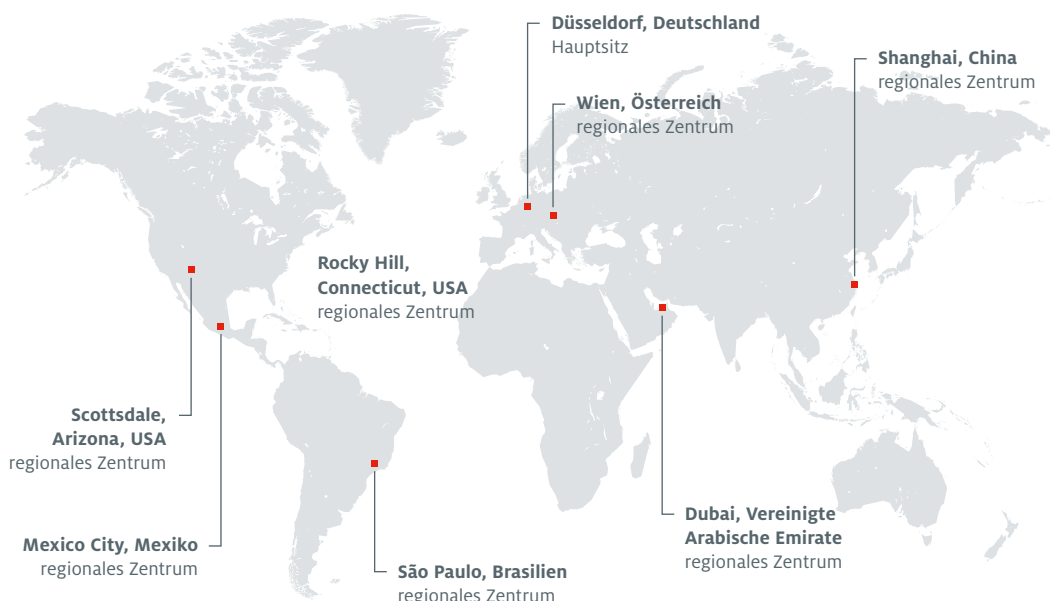 Düsseldorf, Deutschland
Hauptsitz
Shanghai, China
regionales Zentrum
Wien, Österreich
regionales Zentrum
Rocky Hill,
Connecticut, USA
regionales Zentrum
Scottsdale,
Arizona, USA
regionales Zentrum
Mexico City, Mexiko
regionales Zentrum
São Paulo, Brasilien
regionales Zentrum
Dubai, Vereinigte
Arabische Emirate
regionales Zentrum